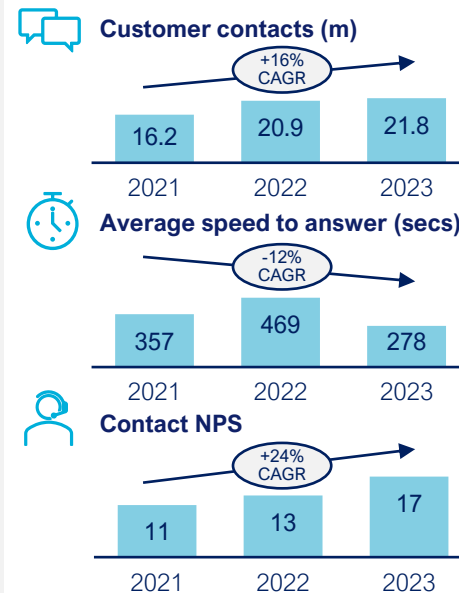 Customer contacts (m)
+16%
CAGR
16.2 20.9 21.8
2021 2022 2023
Average speed to answer (secs)
-12%
CAGR
357 469 278
2021 2022 2023
Contact NPS
+24%
CAGR
11 13 17
2021 2022 2023